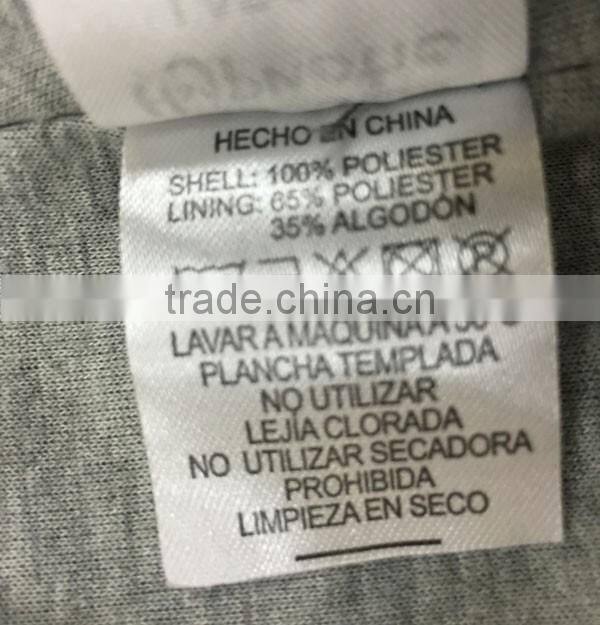 HECHO EN CHINA
SHELL: 100% POLIESTER
LINING: 65% POLIESTER
35% ALGODÓN
trade.china.cn
LAVAR A MAQUINA A
PLANCHA TEMPLADA
NO UTILIZAR
LEJÍA CLORADA
NO UTILIZAR SECADORA
PROHIBIDA
LIMPIEZA EN SECO